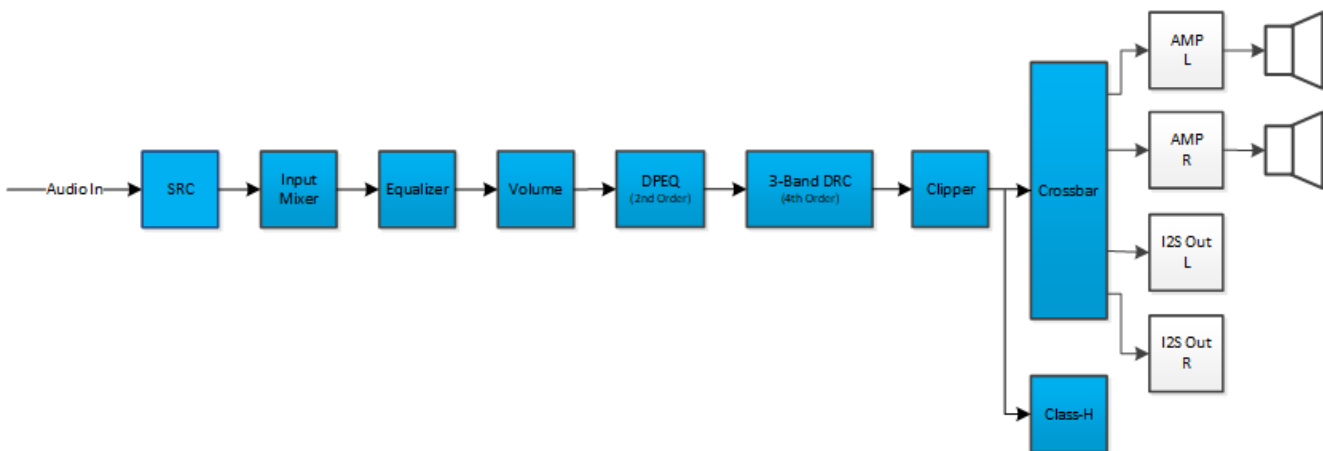 Audio In
SRC
Input
Mixer
Equalizer
Volume
DPEQ
(2nd Order)
3-Band DRC
(4th Order)
Clipper
Crossbar
AMP
L
AMP
R
I2S Out
L
I2S Out
R
Class-H